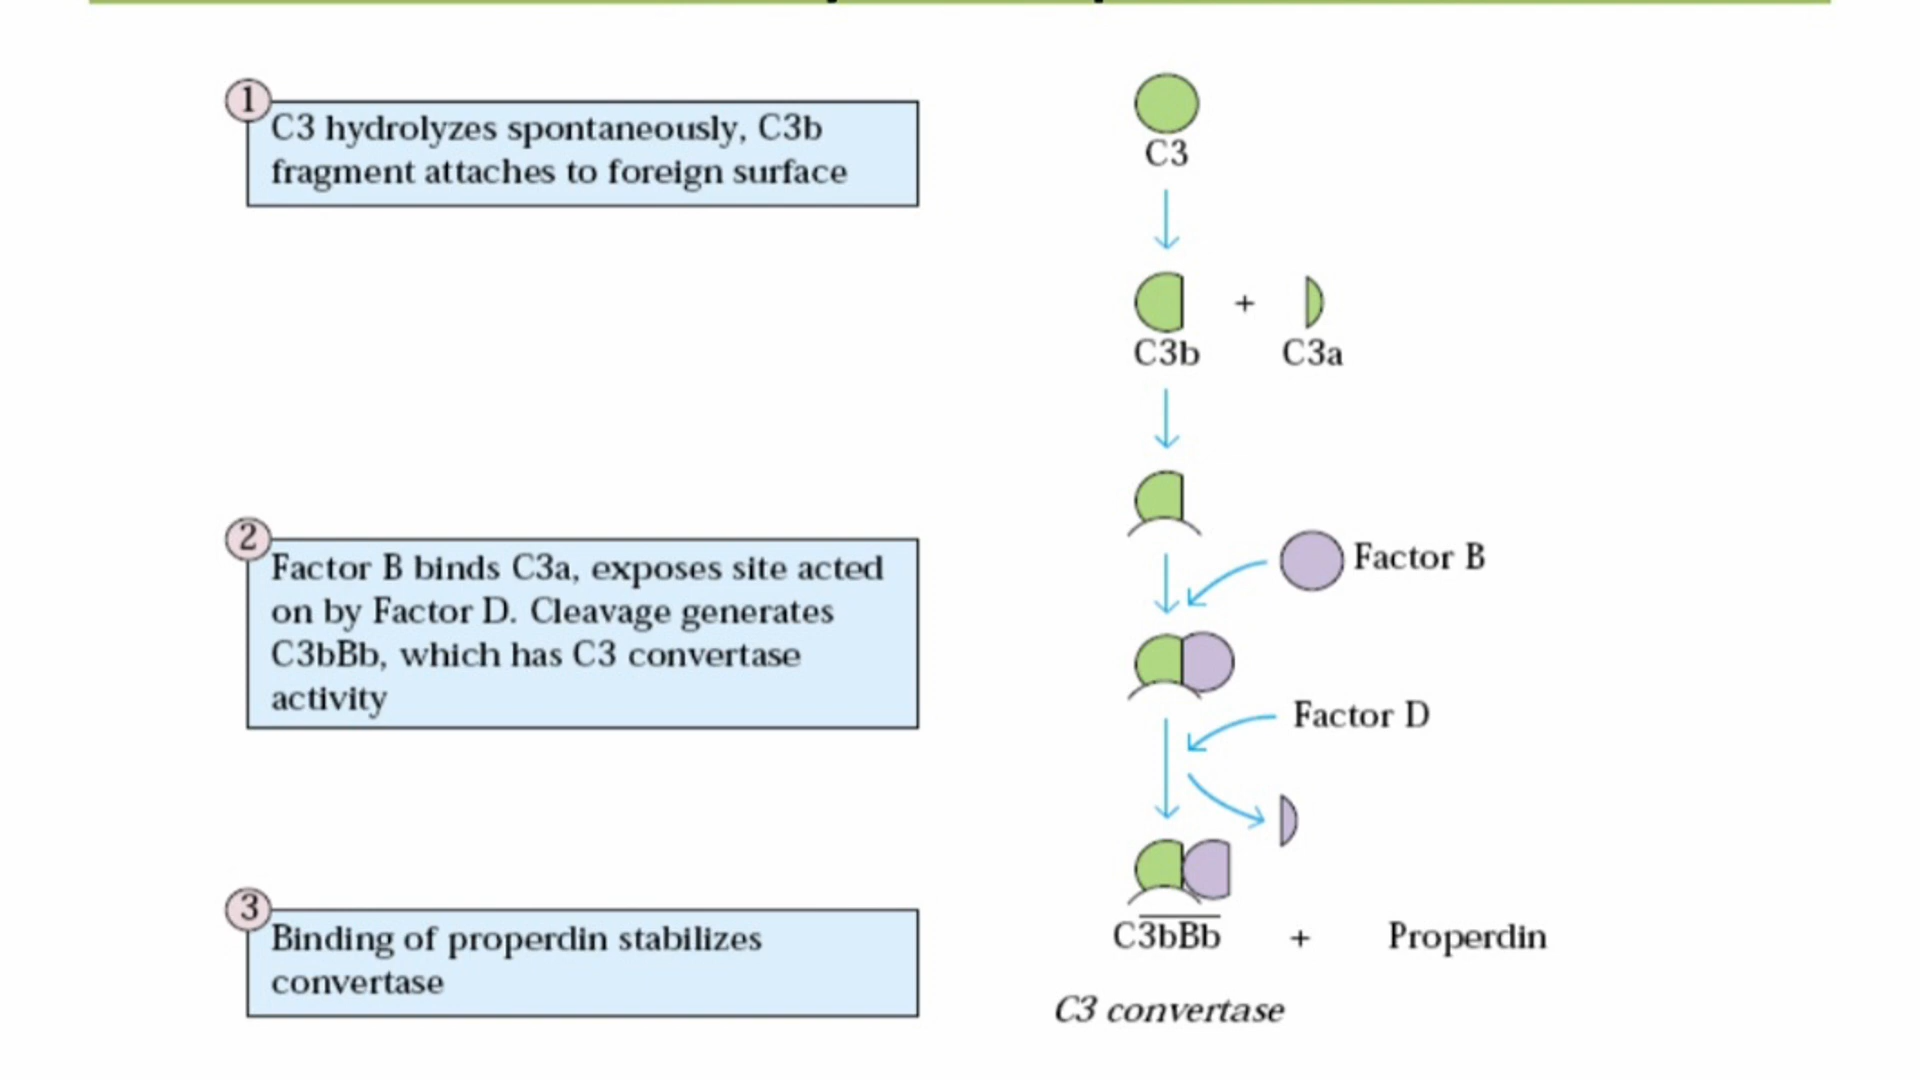 1
C3 hydrolyzes spontaneously, C3b
fragment attaches to foreign surface
C3
C3b + C3a
2
Factor B binds C3a, exposes site acted
on by Factor D. Cleavage generates
C3bBb, which has C3 convertase
activity
Factor B
Factor D
3
Binding of properdin stabilizes
convertase
C3bBb + Properdin
C3 convertase